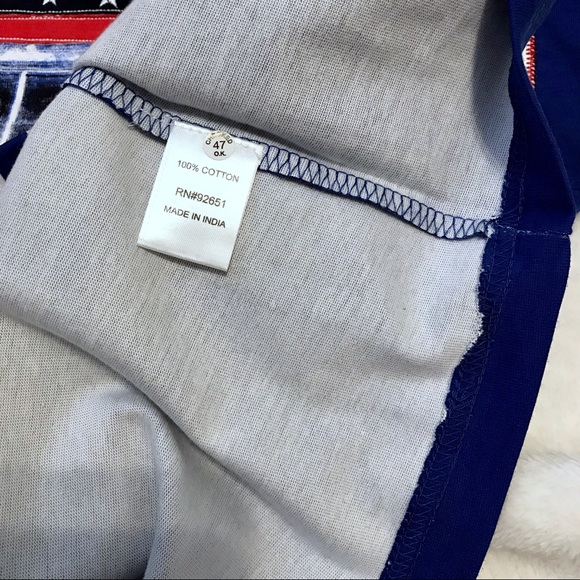 47
O.K.
100% COTTON
RN#92651
MADE IN INDIA